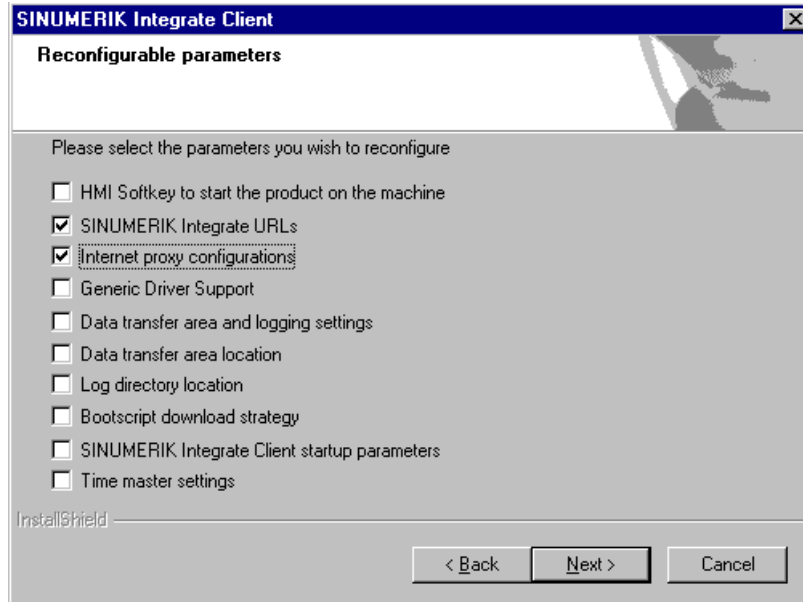 SINUMERIK Integrate Client
Reconfigurable parameters
Please select the parameters you wish to reconfigure
HMI Softkey to start the product on the machine
SINUMERIK Integrate URLs
Internet proxy configurations
Generic Driver Support
Data transfer area and logging settings
Data transfer area location
Log directory location
Bootscript download strategy
SINUMERIK Integrate Client startup parameters
Time master settings
InstallShield
< Back Next > Cancel